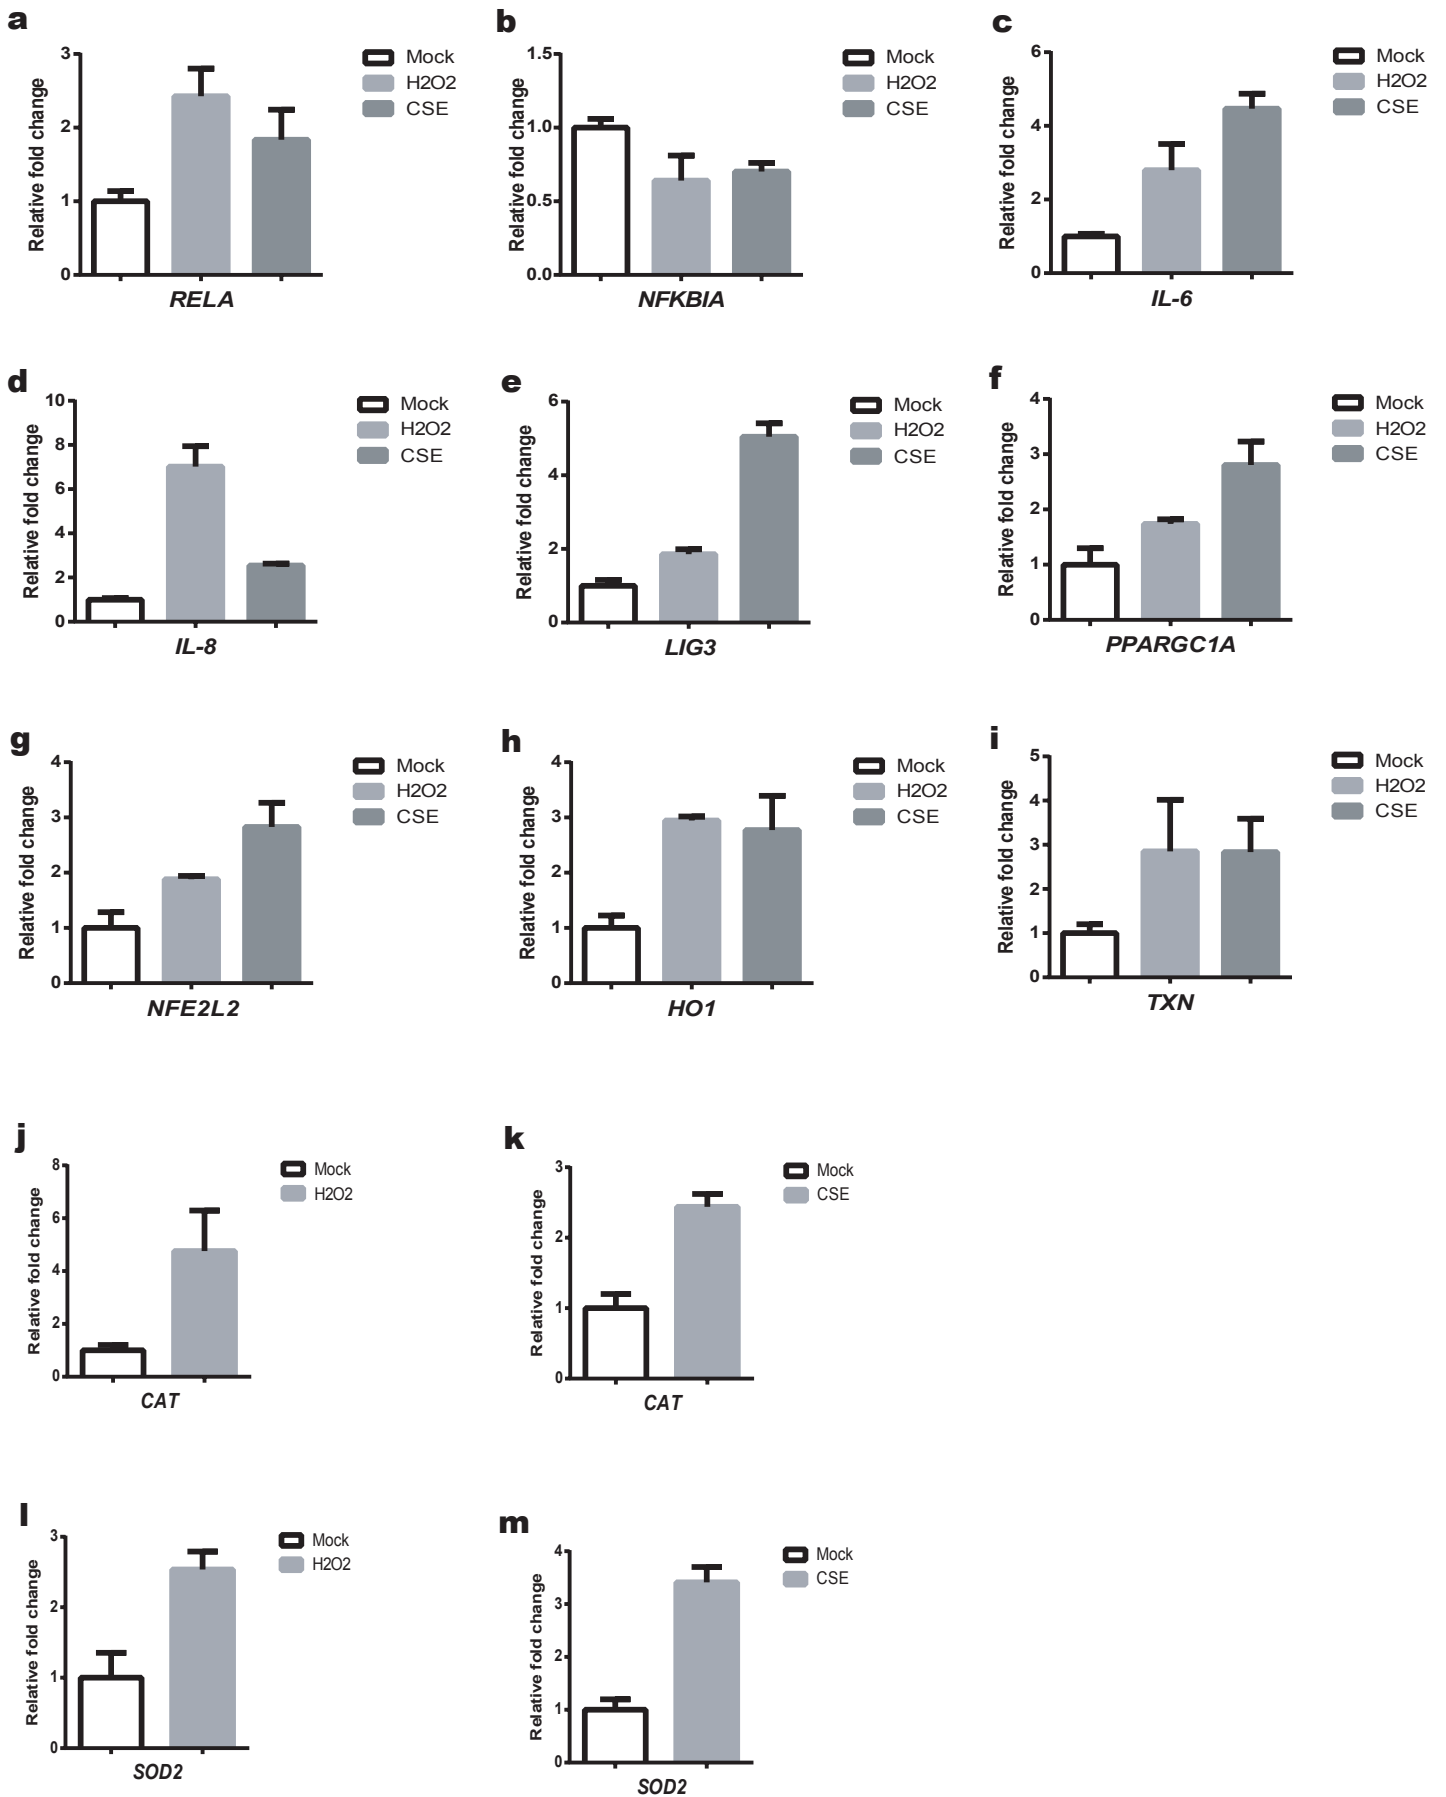 a
Relative fold change
3
2
1
0
RELA
Mock
H2O2
CSE
b
Relative fold change
1.5
1.0
0.5
0.0
NFKBIA
Mock
H2O2
CSE
c
Relative fold change
6
4
2
0
IL-6
Mock
H2O2
CSE
d
Relative fold change
10
8
6
4
2
0
IL-8
Mock
H2O2
CSE
e
Relative fold change
6
4
2
0
LIG3
Mock
H2O2
CSE
f
Relative fold change
4
3
2
1
0
PPARGC1A
Mock
H2O2
CSE
g
Relative fold change
4
3
2
1
0
NFE2L2
Mock
H2O2
CSE
h
Relative fold change
4
3
2
1
0
HO1
Mock
H2O2
CSE
i
Relative fold change
5
4
3
2
1
0
TXN
Mock
H2O2
CSE
j
Relative fold change
8
6
4
2
0
CAT
Mock
H2O2
k
Relative fold change
3
2
1
0
CAT
Mock
CSE
l
Relative fold change
3
2
1
0
SOD2
Mock
H2O2
m
Relative fold change
4
3
2
1
0
SOD2
Mock
CSE